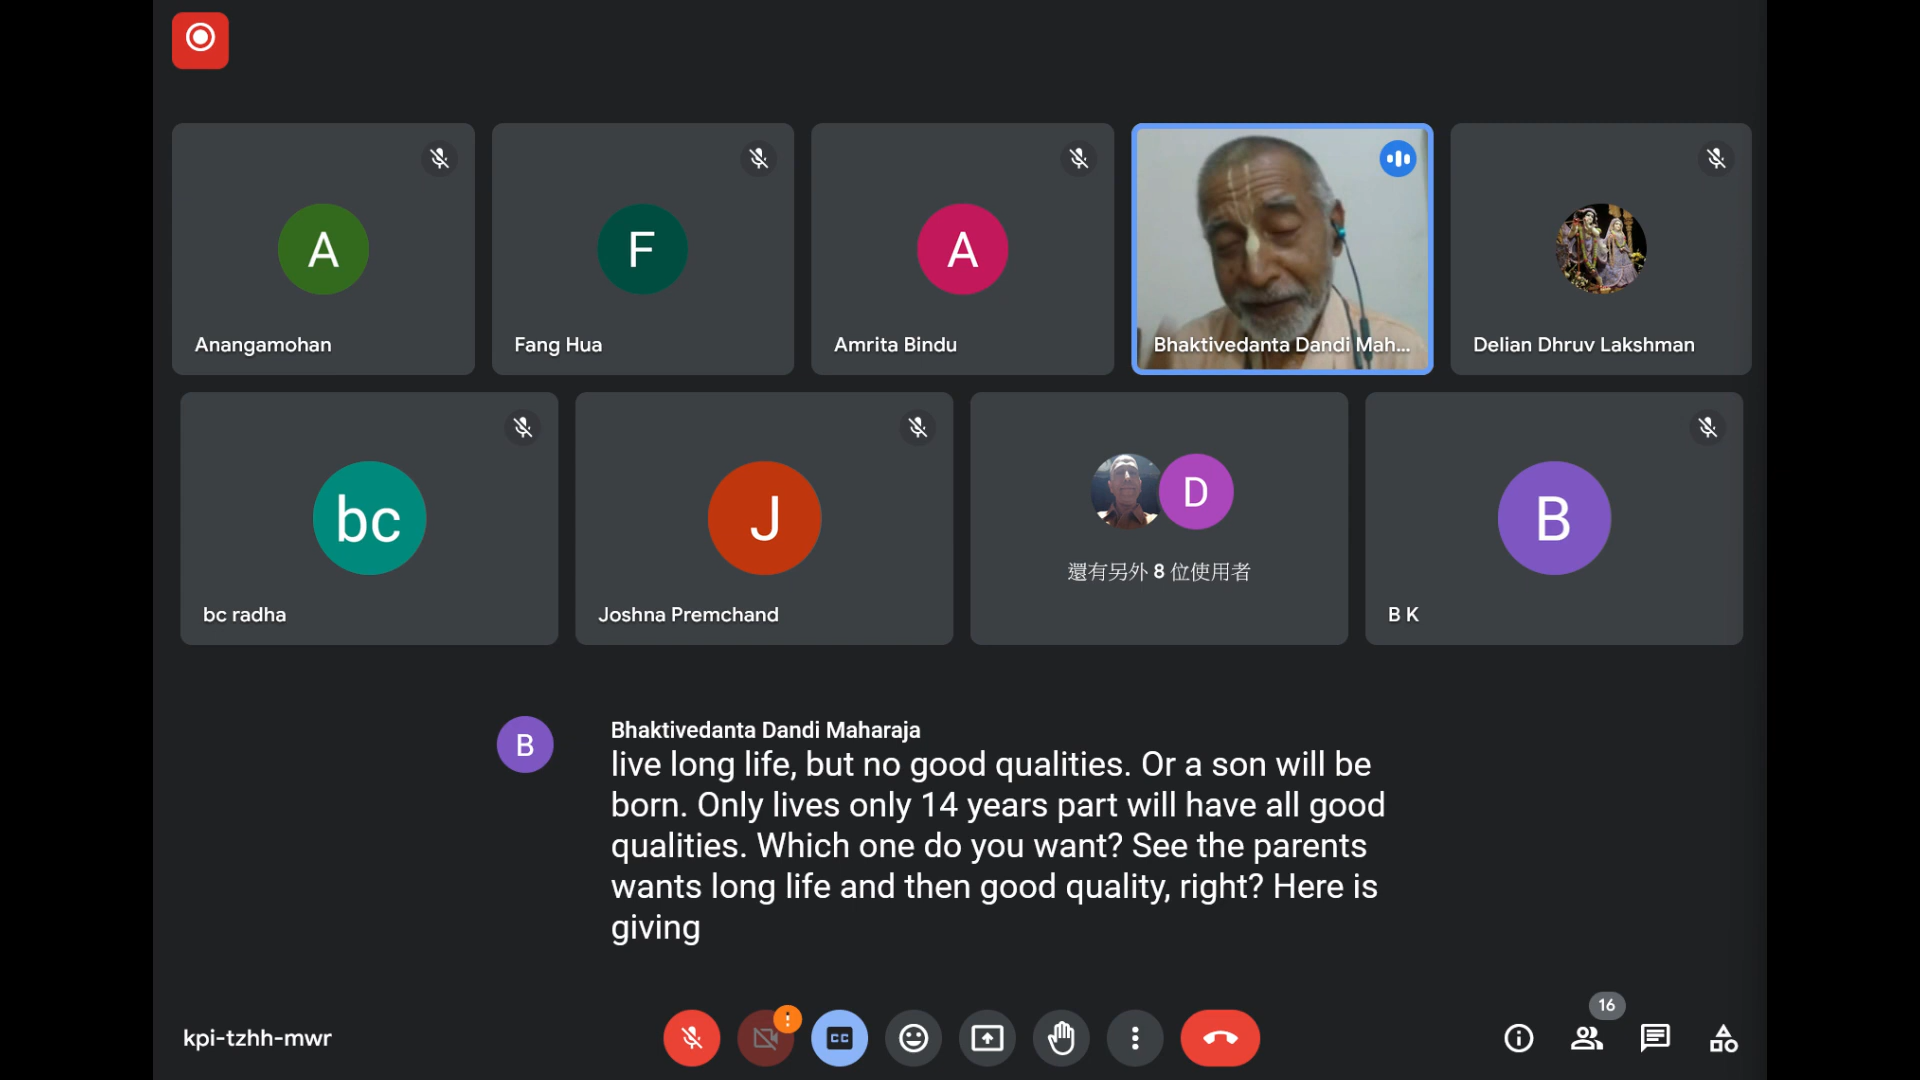 A
Anangamohan
F
Fang Hua
A
Amrita Bindu
Bhaktivedanta Dandi Mah...
Delian Dhruv Lakshman
bc
bc radha
J
Joshna Premchand
D
還有另外 8 位使用者
B
B K
B
Bhaktivedanta Dandi Maharaja
live long life, but no good qualities. Or a son will be
born. Only lives only 14 years part will have all good
qualities. Which one do you want? See the parents
wants long life and then good quality, right? Here is
giving
kpi-tzhh-mwr
CC
16